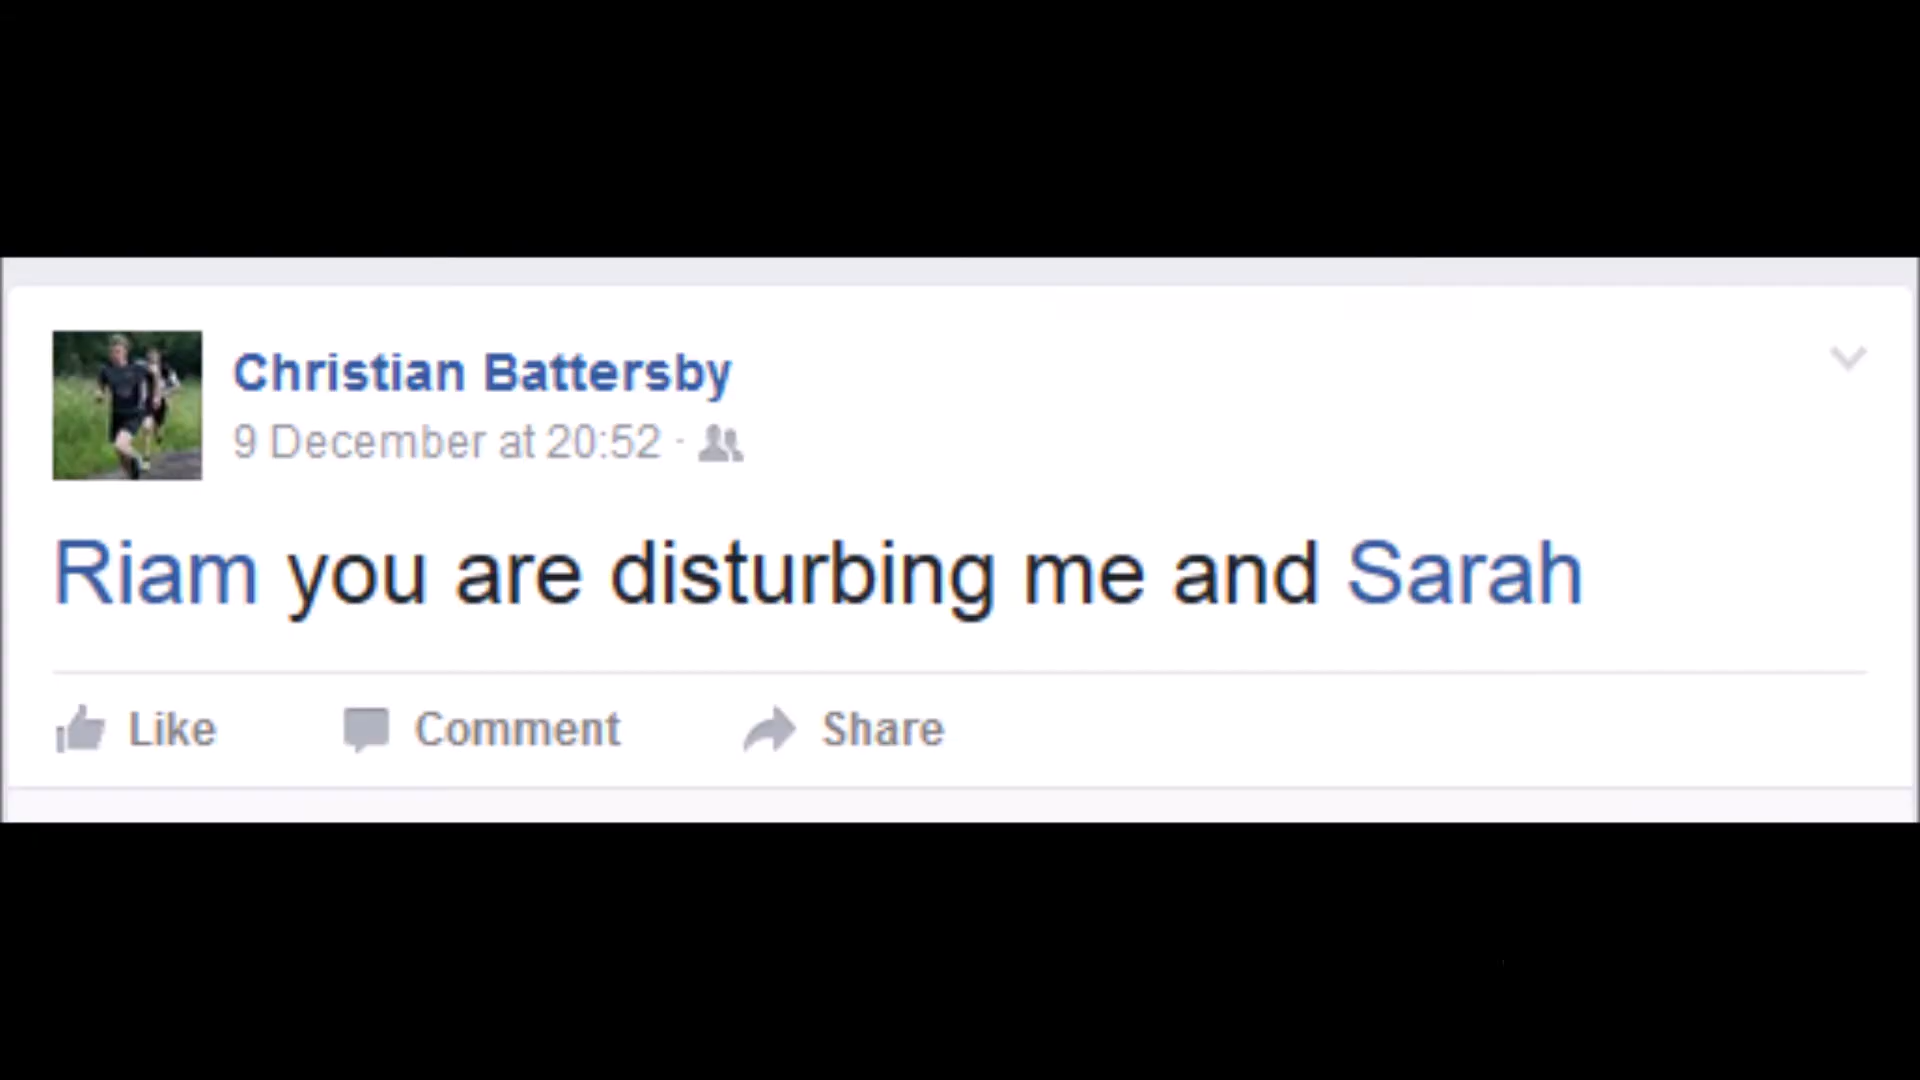 Christian Battersby
9 December at 20:52 ·
Riam you are disturbing me and Sarah
Like Comment Share